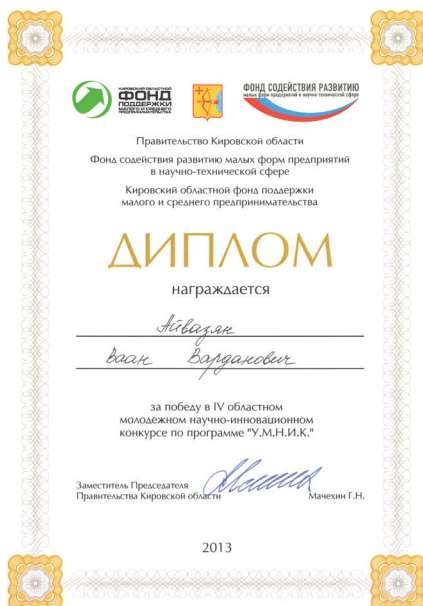 КИРОВСКИЙ ОБЛАСТНОЙ
ФОНД
ПОДДЕРЖКИ
МАЛОГО И СРЕДНЕГО
ПРЕДПРИНИМАТЕЛЬСТВА
ФОНД СОДЕЙСТВИЯ РАЗВИТИЮ
малых форм предприятий в научно-технической сфере
Правительство Кировской области
Фонд содействия развитию малых форм предприятий
в научно-технической сфере
Кировский областной фонд поддержки
малого и среднего предпринимательства
ДИПЛОМ
награждается
Айвазян
Ваан Варданович
за победу в IV областном
молодежном научно-инновационном
конкурсе по программе "У.М.Н.И.К."
Заместитель Председателя
Правительства Кировской области Мачехин Г.Н.
2013